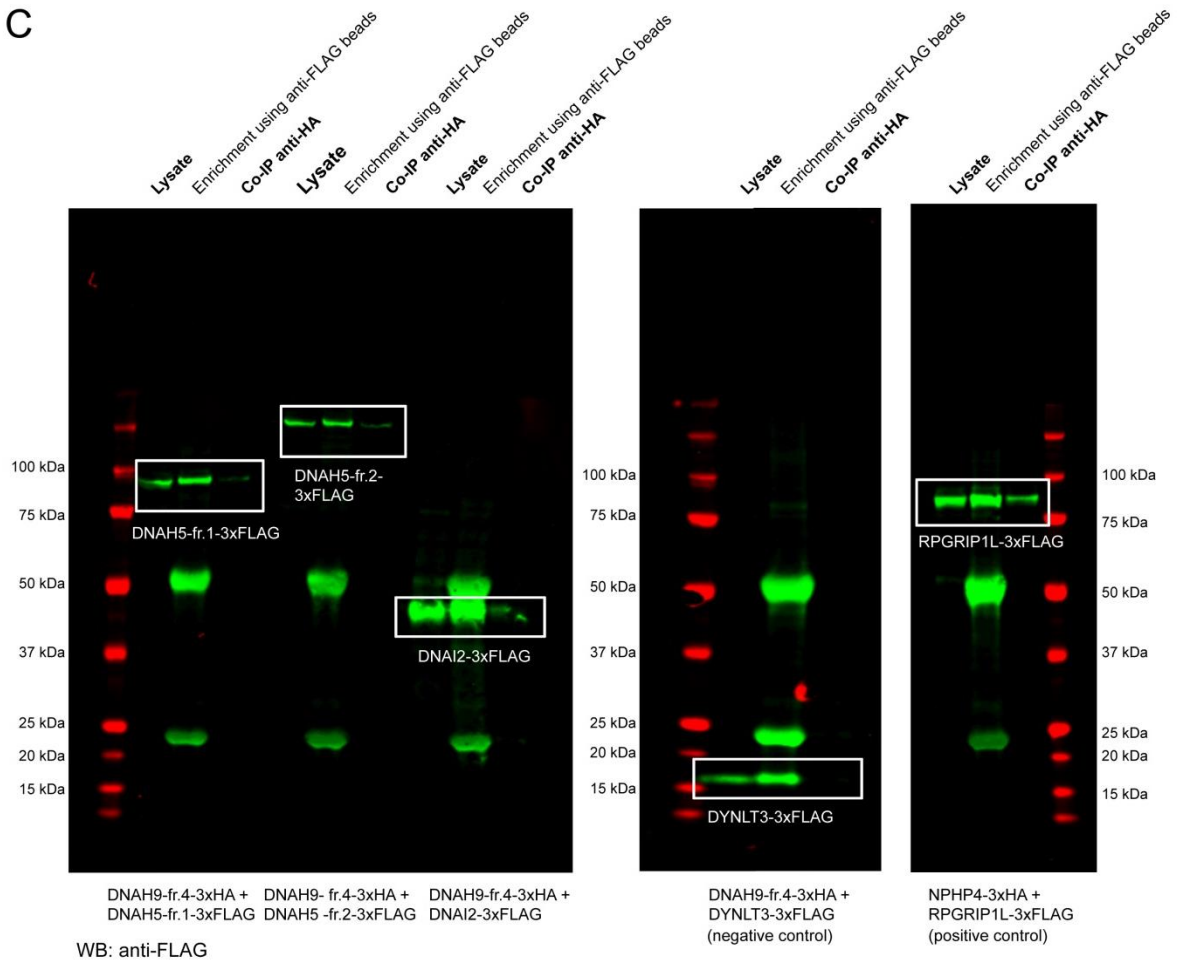 C
Lysate
Enrichment using anti-FLAG beads
Co-IP anti-HA
Lysate
Enrichment using anti-FLAG beads
Co-IP anti-HA
Lysate
Enrichment using anti-FLAG beads
Co-IP anti-HA
Lysate
Enrichment using anti-FLAG beads
Co-IP anti-HA
Lysate
Enrichment using anti-FLAG beads
Co-IP anti-HA
100 kDa
75 kDa
50 kDa
37 kDa
25 kDa
20 kDa
15 kDa
DNAH5-fr.1-3xFLAG
DNAH5-fr.2-
3xFLAG
DNAI2-3xFLAG
100 kDa
75 kDa
50 kDa
37 kDa
25 kDa
20 kDa
15 kDa
DYNLT3-3xFLAG
RPGRIP1L-3xFLAG
100 kDa
75 kDa
50 kDa
37 kDa
25 kDa
20 kDa
15 kDa
DNAH9-fr.4-3xHA +
DNAH5-fr.1-3xFLAG
DNAH9- fr.4-3xHA +
DNAH5 -fr.2-3xFLAG
DNAH9-fr.4-3xHA +
DNAI2-3xFLAG
DNAH9-fr.4-3xHA +
DYNLT3-3xFLAG
(negative control)
NPHP4-3xHA +
RPGRIP1L-3xFLAG
(positive control)
WB: anti-FLAG